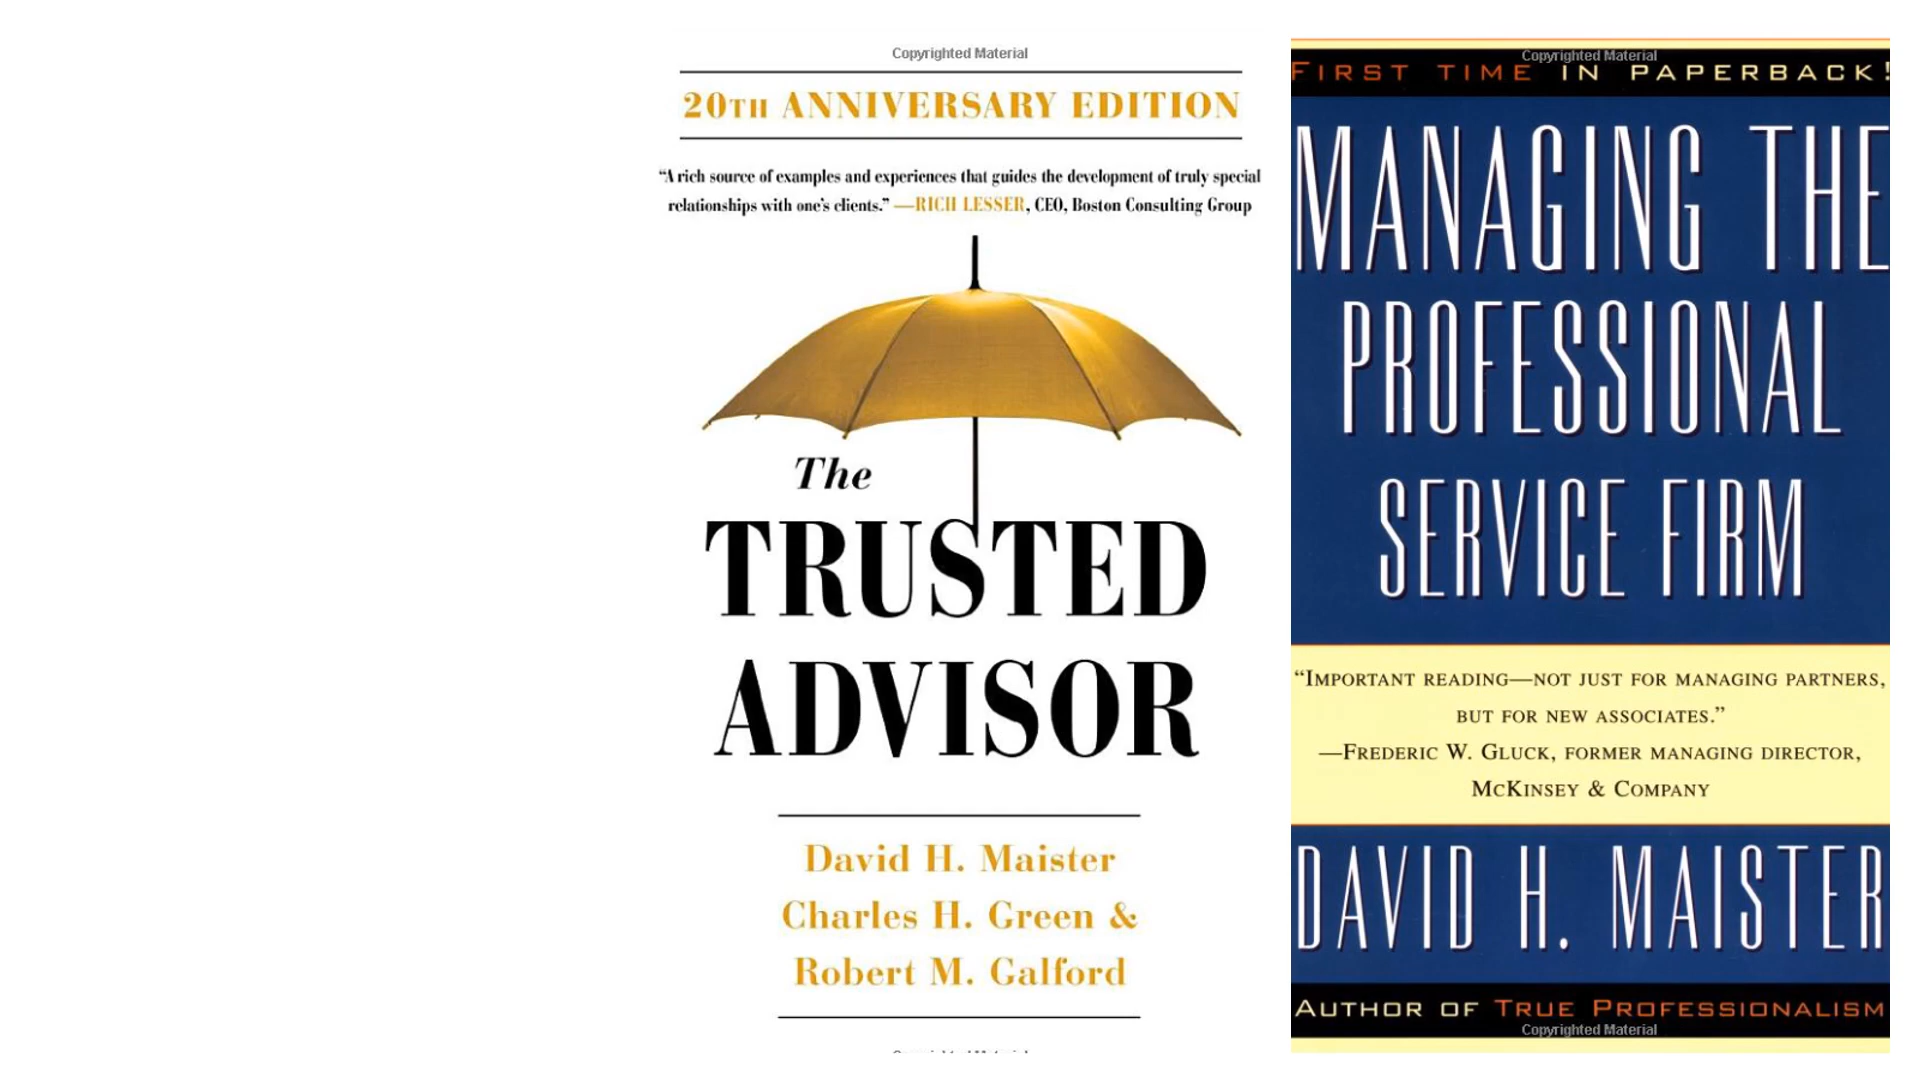 Copyrighted Material
20TH ANNIVERSARY EDITION
“A rich source of examples and experiences that guides the development of truly special
relationships with one’s clients.” —RICH LESSER, CEO, Boston Consulting Group
The
TRUSTED
ADVISOR
David H. Maister
Charles H. Green &
Robert M. Galford
Copyrighted Material
FIRST TIME IN PAPERBACK!
MANAGING THE
PROFESSIONAL
SERVICE FIRM
“IMPORTANT READING—NOT JUST FOR MANAGING PARTNERS,
BUT FOR NEW ASSOCIATES.”
—FREDERIC W. GLUCK, FORMER MANAGING DIRECTOR,
MCKINSEY & COMPANY
DAVID H. MAISTER
AUTHOR OF TRUE PROFESSIONALISM
Copyrighted Material